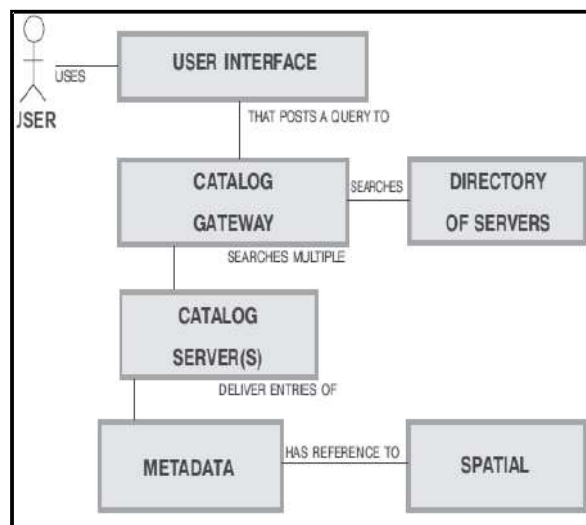 USER INTERFACE
USES
USER
THAT POSTS A QUERY TO
CATALOG
GATEWAY
SEARCHES
DIRECTORY
OF SERVERS
SEARCHES MULTIPLE
CATALOG
SERVER(S)
DELIVER ENTRIES OF
METADATA
HAS REFERENCE TO
SPATIAL